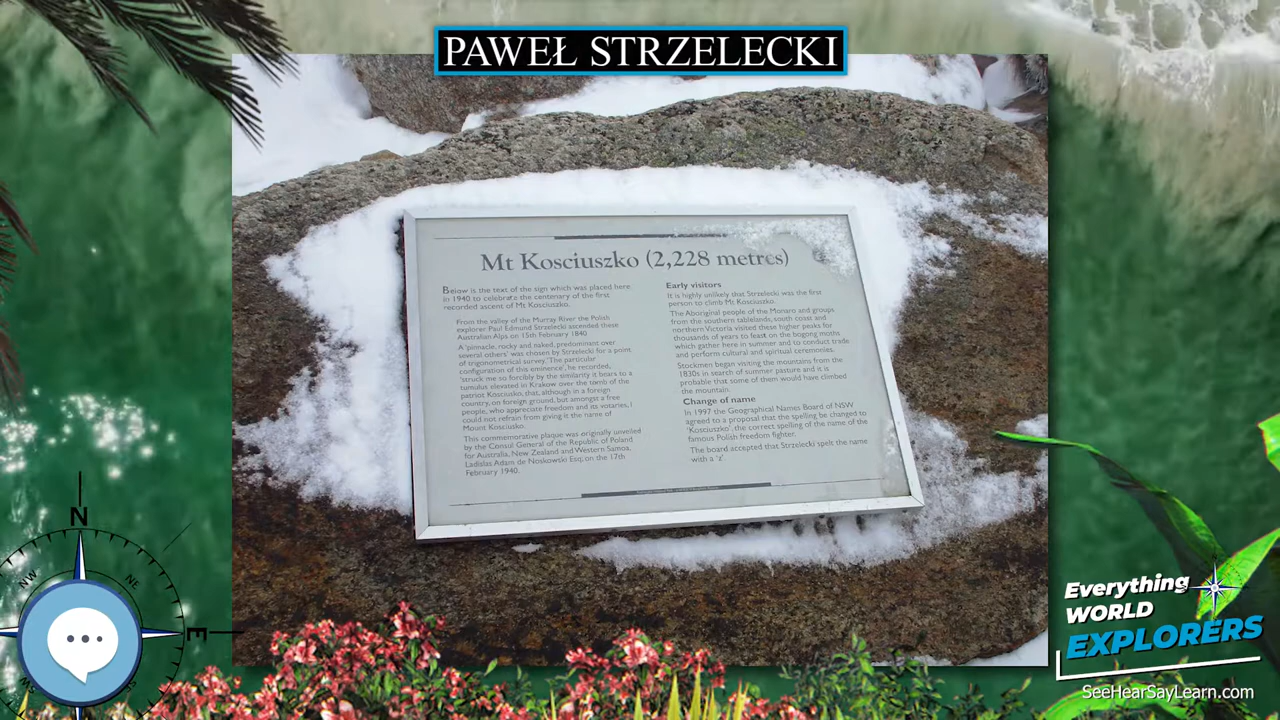 PAWEŁ STRZELECKI
Mt Kosciuszko (2,228 metres)
Below is the text of the sign which was placed here
in 1940 to celebrate the centenary of the first
recorded ascent of Mt Kosciuszko.
From the valley of the Murray River the Polish
explorer Paul Edmund Strzelecki ascended these
Australian Alps on 15th February 1840.
A 'pinnacle, rocky and naked, predominant over
several others' was chosen by Strzelecki for a point
of trigonometrical survey. 'The particular
configuration of this eminence', he recorded,
'struck me so forcibly by the similarity it bears to a
tumulus elevated in Krakow over the tomb of the
patriot Kosciusko, that, although in a foreign
country, on foreign ground, but amongst a free
people, who appreciate freedom and its votaries, I
could not refrain from giving it the name of
Mount Kosciusko.'
This commemorative plaque was originally unveiled
by the Consul General of the Republic of Poland
for Australia, New Zealand and Western Samoa,
Ladislas Adam de Noskowski Esq. on the 17th
February 1940.
Early visitors
It is highly unlikely that Strzelecki was the first
person to climb Mt. Kosciuszko.
The Aboriginal people of the Monaro and groups
from the southern tablelands, south coast and
northern Victoria visited these higher peaks for
thousands of years to feast on the bogong moths
which gather here in summer and to conduct trade
and perform cultural and spiritual ceremonies.
Stockmen began visiting the mountains from the
1830s in search of summer pasture and it is
probable that some of them would have climbed
the mountain.
Change of name
In 1997 the Geographical Names Board of NSW
agreed to a proposal that the spelling be changed to
'Kosciuszko', the correct spelling of the name of the
famous Polish freedom fighter.
The board accepted that Strzelecki spelt the name
with a 'z'.
N
NW
NE
E
Everything
WORLD
EXPLORERS
SeeHearSayLearn.com